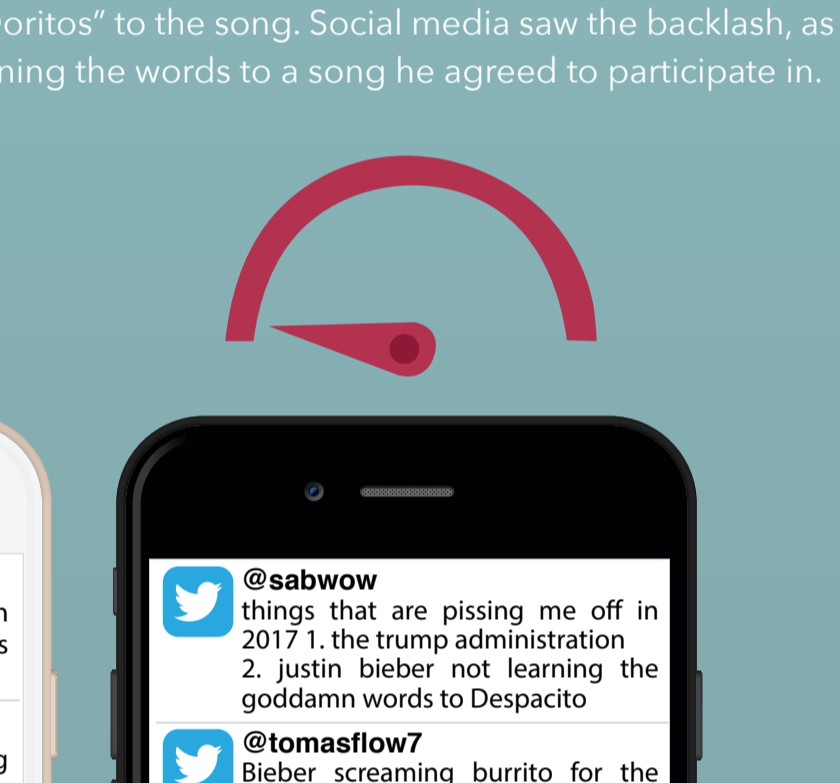 oritos” to the song. Social media saw the backlash, as
ning the words to a song he agreed to participate in.
@sabwow
things that are pissing me off in
2017 1. the trump administration
2. justin bieber not learning the
goddamn words to Despacito
@tomasflow7
Bieber screaming burrito for the